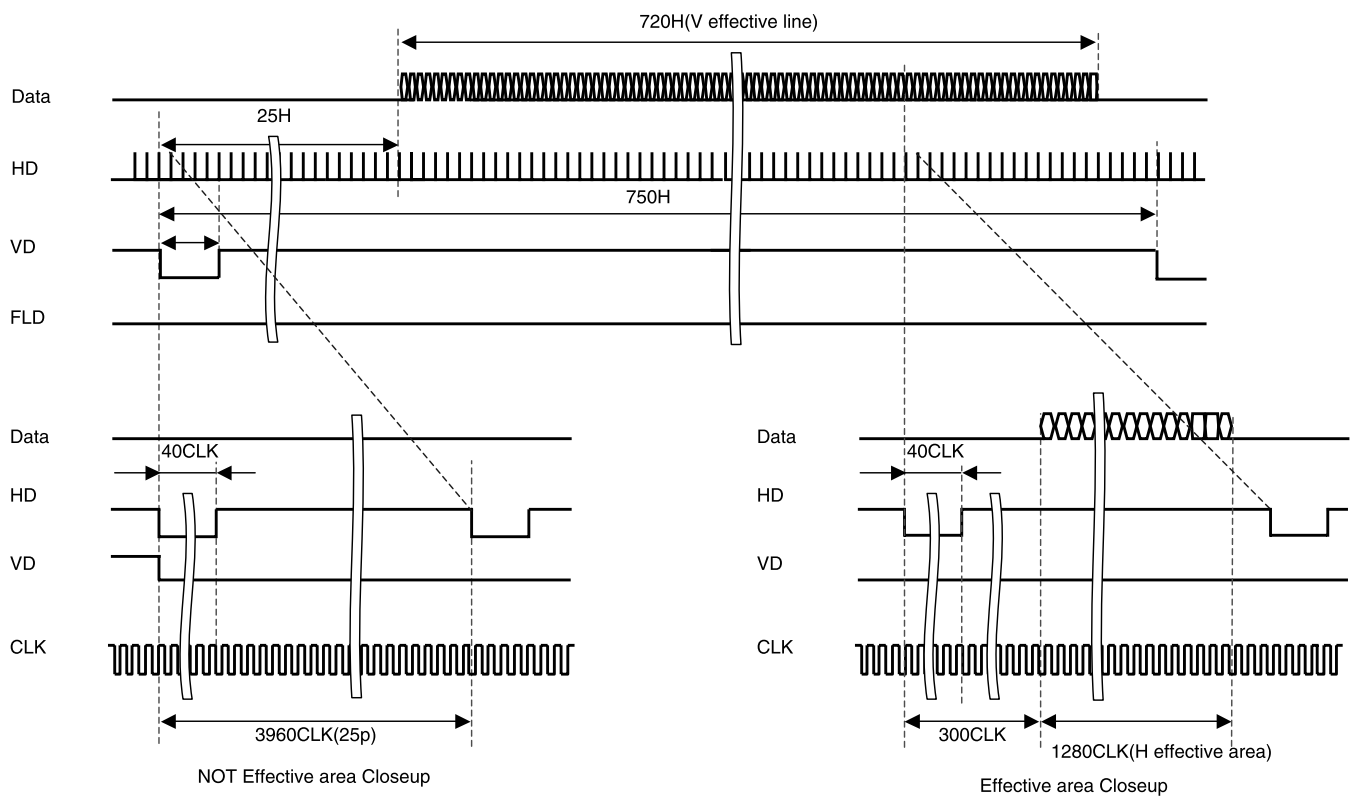 720H(V effective line)
Data
25H
HD
750H
VD
FLD
Data
40CLK
HD
VD
CLK
3960CLK(25p)
NOT Effective area Closeup
Data
40CLK
HD
VD
CLK
300CLK
1280CLK(H effective area)
Effective area Closeup